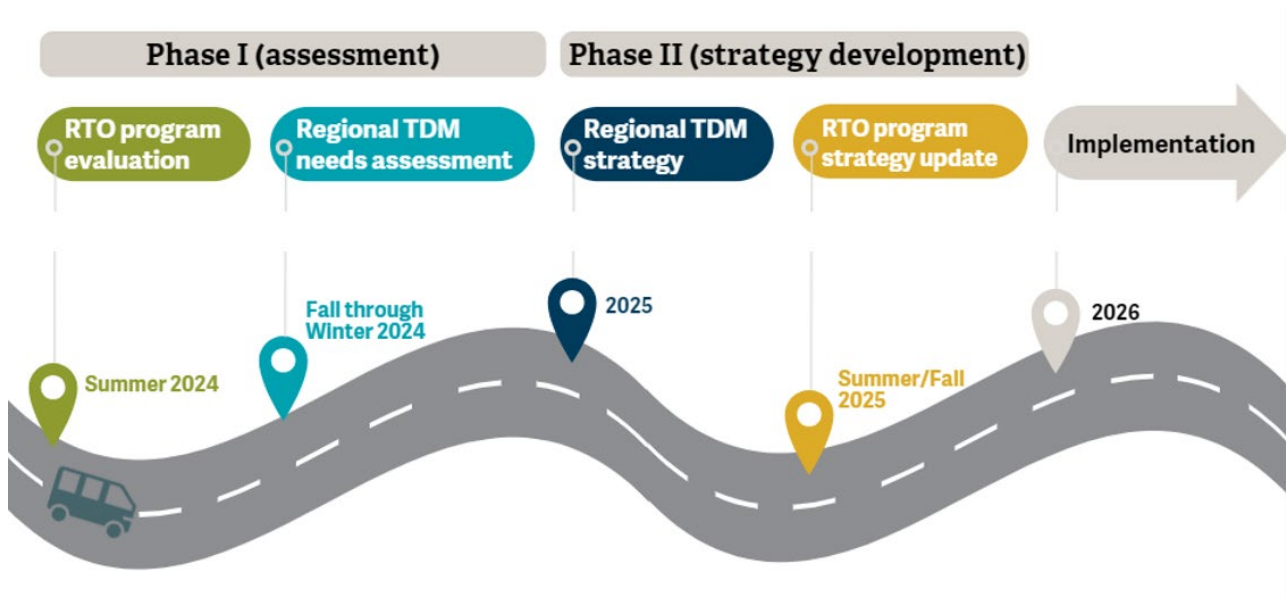 Phase I (assessment)
Phase II (strategy development)
RTO program
evaluation
Regional TDM
needs assessment
Regional TDM
strategy
RTO program
strategy update
Implementation
Summer 2024
Fall through
Winter 2024
2025
Summer/Fall
2025
2026